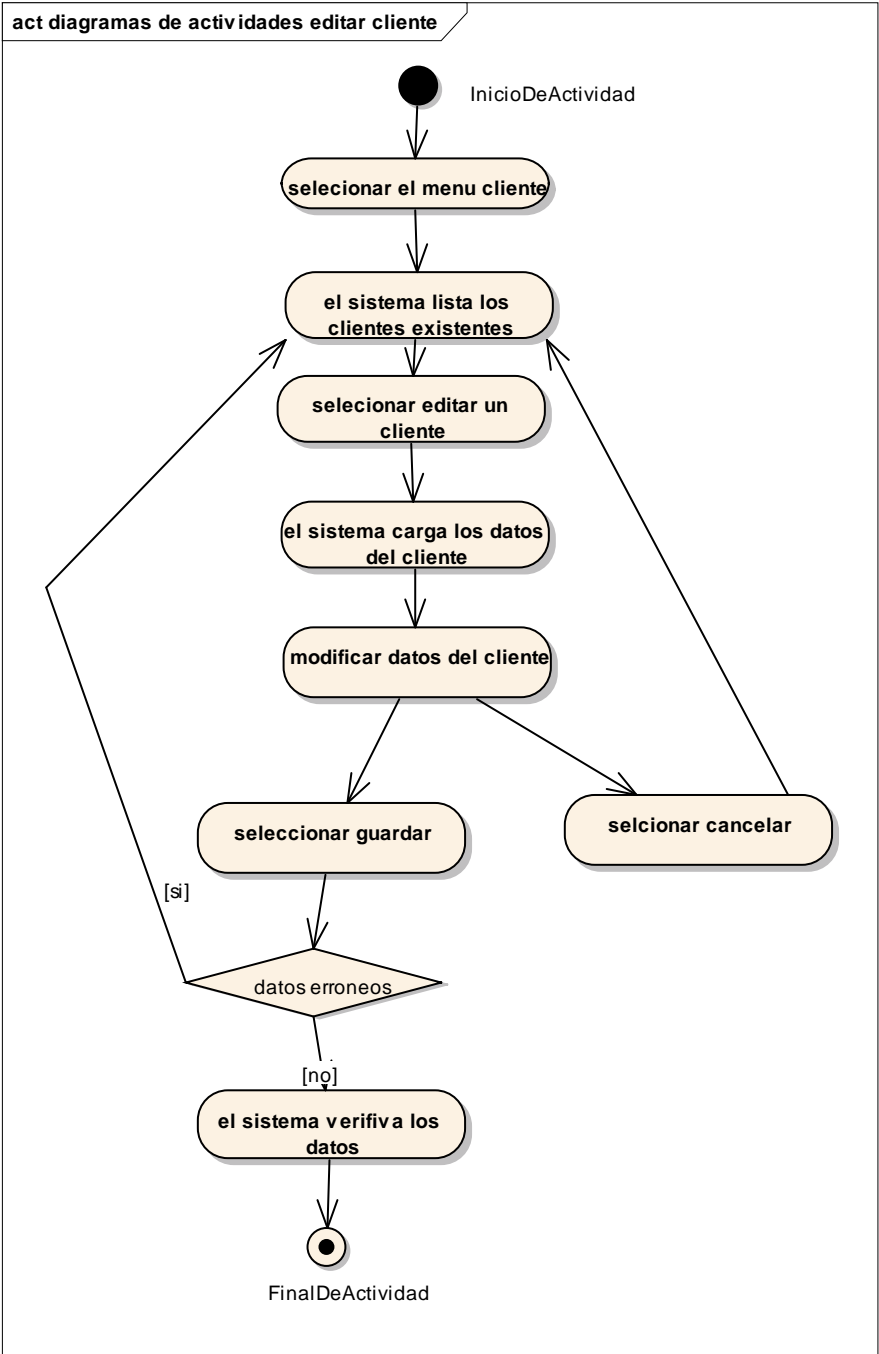 act diagramas de actividades editar cliente
InicioDeActividad
selecionar el menu cliente
el sistema lista los
clientes existentes
selecionar editar un
cliente
el sistema carga los datos
del cliente
modificar datos del cliente
seleccionar guardar
selcionar cancelar
[si]
datos erroneos
[no]
el sistema verifiva los
datos
FinalDeActividad